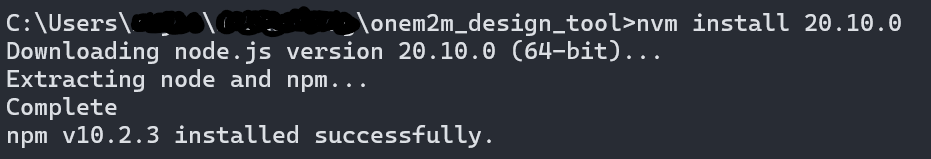 C:\Users\ \ \onem2m_design_tool>nvm install 20.10.0
Downloading node.js version 20.10.0 (64-bit)...
Extracting node and npm...
Complete
npm v10.2.3 installed successfully.